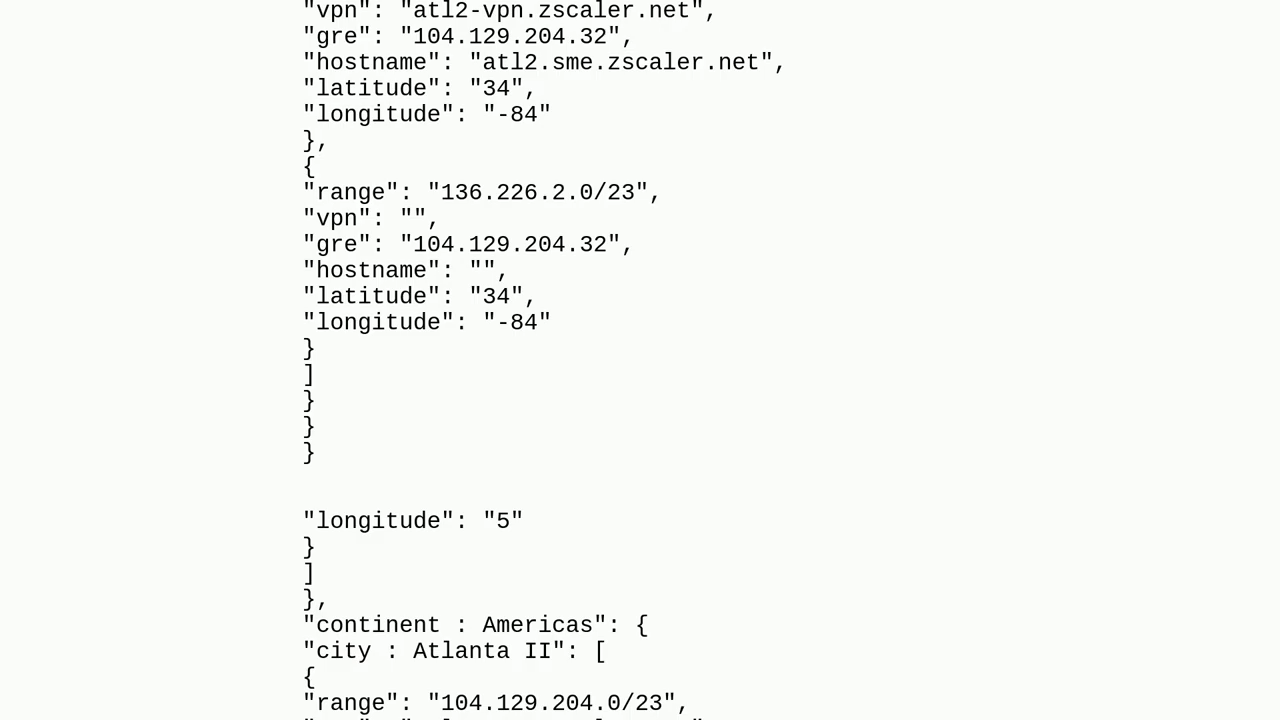 "vpn": "atl2-vpn.zscaler.net",
"gre": "104.129.204.32",
"hostname": "atl2.sme.zscaler.net",
"latitude": "34",
"longitude": "-84"
},
{
"range": "136.226.2.0/23",
"vpn": "",
"gre": "104.129.204.32",
"hostname": "",
"latitude": "34",
"longitude": "-84"
}
]
}
}
}
"longitude": "5"
}
]
},
"continent : Americas": {
"city : Atlanta II": [
{
"range": "104.129.204.0/23",